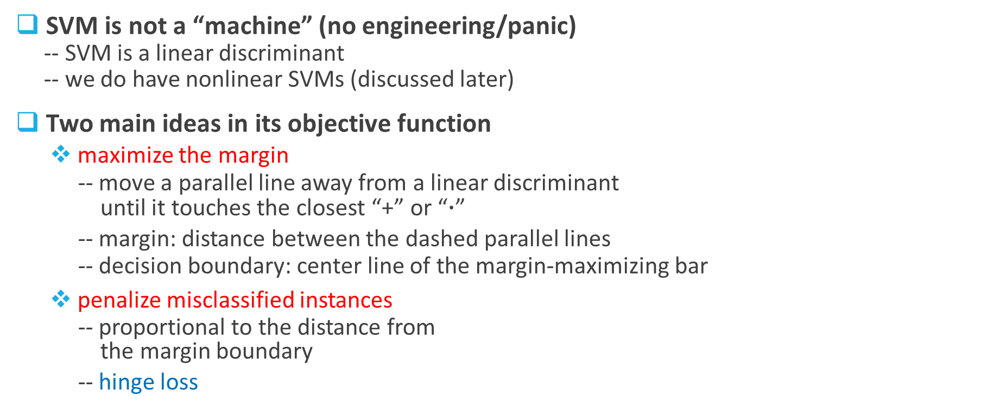 SVM is not a “machine” (no engineering/panic)
-- SVM is a linear discriminant
-- we do have nonlinear SVMs (discussed later)
Two main ideas in its objective function
maximize the margin
-- move a parallel line away from a linear discriminant
until it touches the closest “+” or “·”
-- margin: distance between the dashed parallel lines
-- decision boundary: center line of the margin-maximizing bar
penalize misclassified instances
-- proportional to the distance from
the margin boundary
-- hinge loss